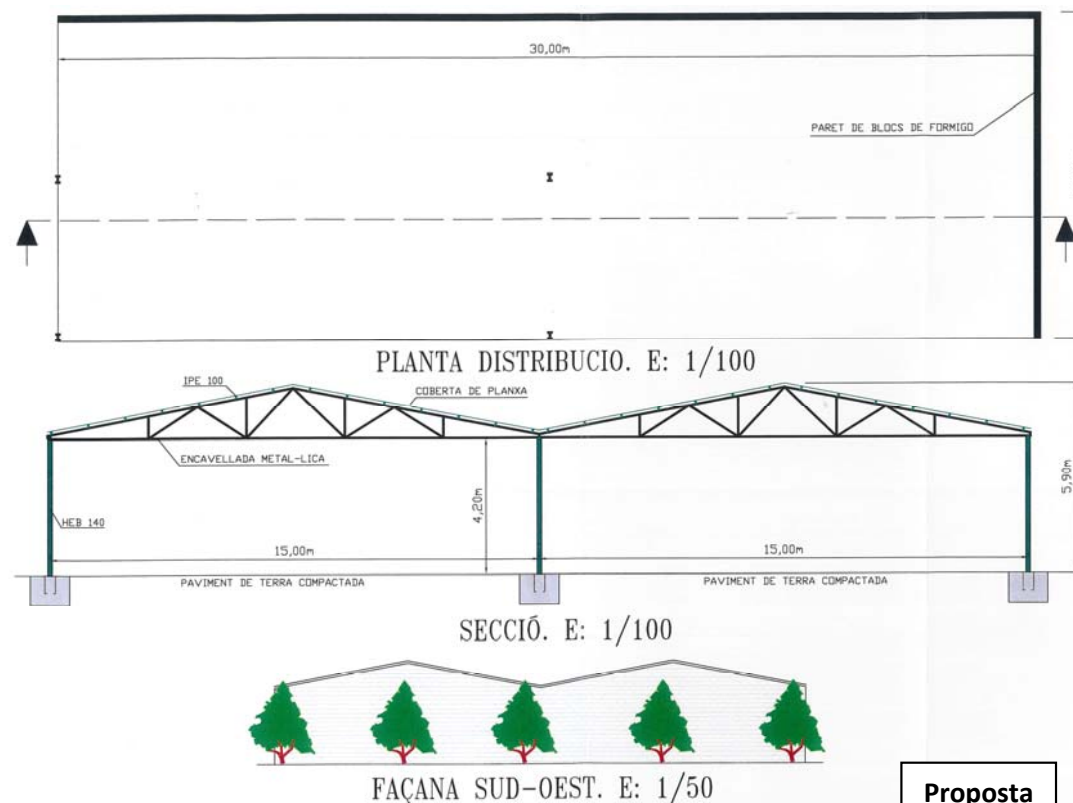 30,00m
PARET DE BLOCS DE FORMIGO
PLANTA DISTRIBUCIO. E: 1/100
IPE 100
COBERTA DE PLANXA
ENCAVELLADA METAL-LICA
4,20m
5,90m
HEB 140
15,00m
15,00m
PAVIMENT DE TERRA COMPACTADA
PAVIMENT DE TERRA COMPACTADA
SECCIÓ. E: 1/100
FAÇANA SUD-OEST. E: 1/50
Proposta